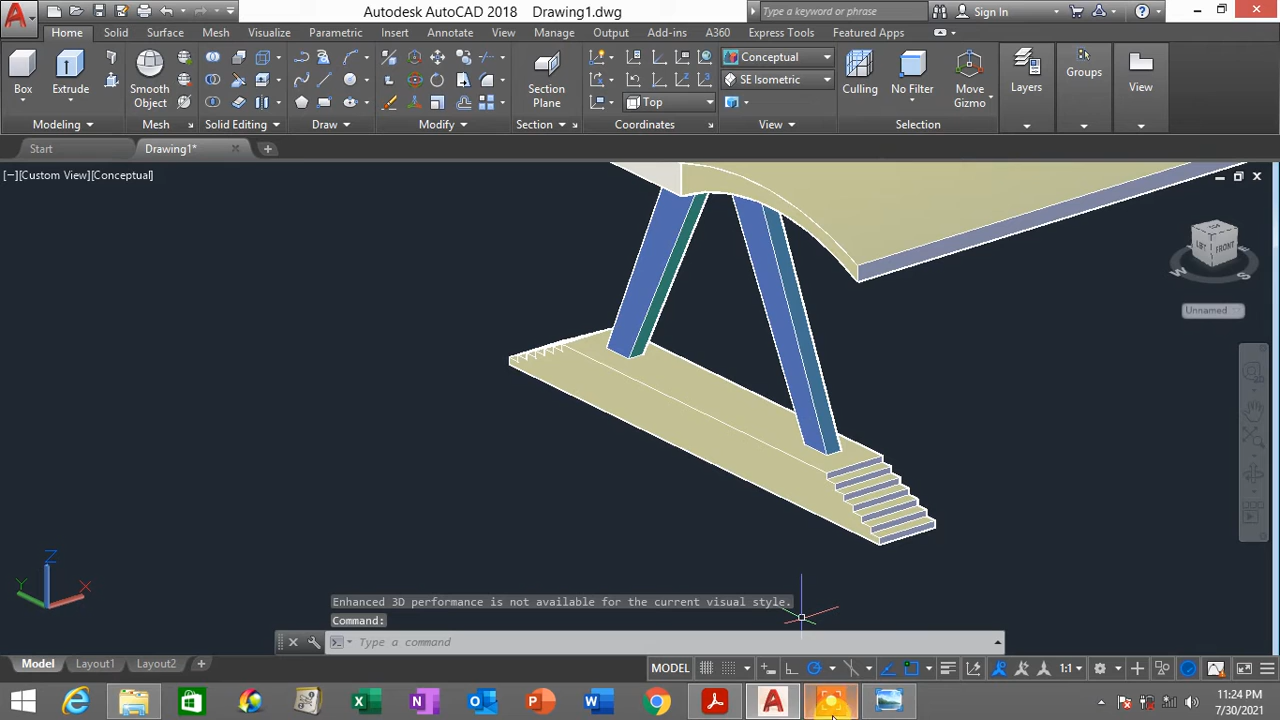 Autodesk AutoCAD 2018 Drawing1.dwg
Type a keyword or phrase
Sign In
Home Solid Surface Mesh Visualize Parametric Insert Annotate View Manage Output Add-ins A360 Express Tools Featured Apps
Box
Extrude
Smooth
Object
Section
Plane
Top
Conceptual
SE Isometric
Culling
No Filter
Move
Gizmo
Layers
Groups
View
Modeling Mesh Solid Editing Draw Modify Section Coordinates View Selection
Start Drawing1*
[−][Custom View][Conceptual]
LEFT FRONT
W S
Unnamed
Z
Y X
Enhanced 3D performance is not available for the current visual style.
Command:
Type a command
Model Layout1 Layout2
MODEL 1:1
11:24 PM
7/30/2021